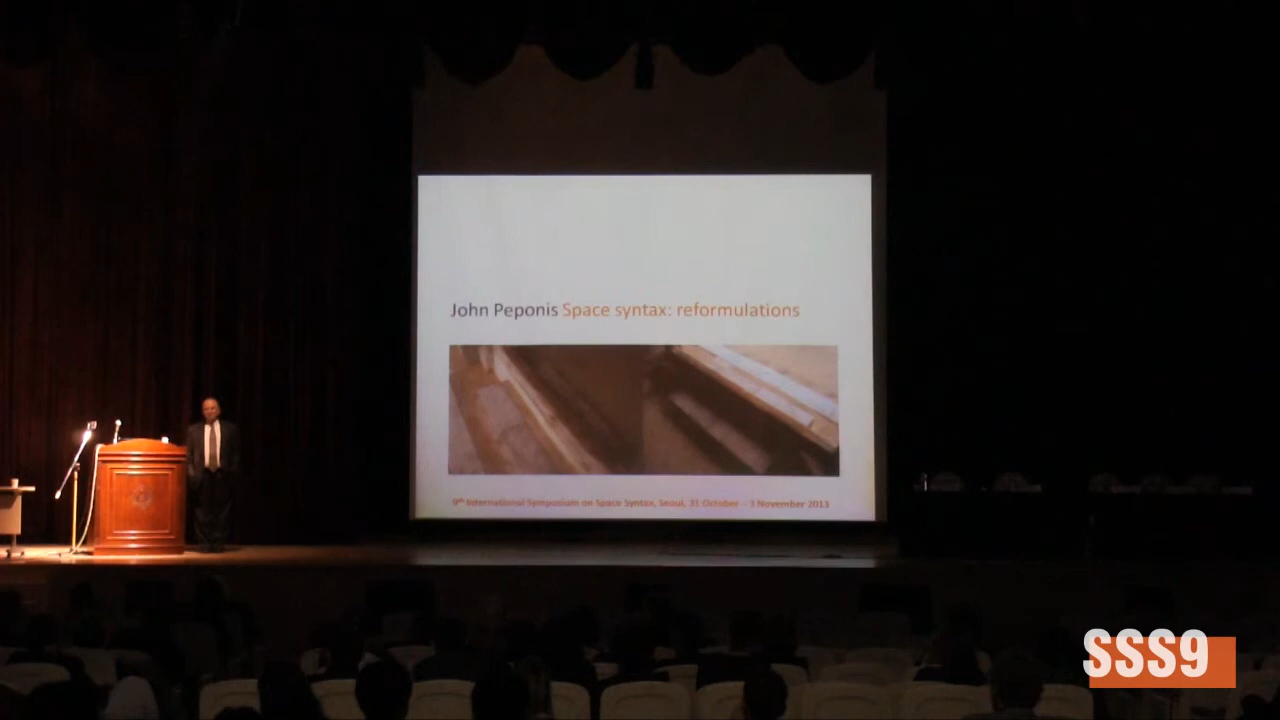 John Peponis Space syntax: reformulations
9th International Symposium on Space Syntax, Seoul, 31 October - 3 November 2013
SSS9